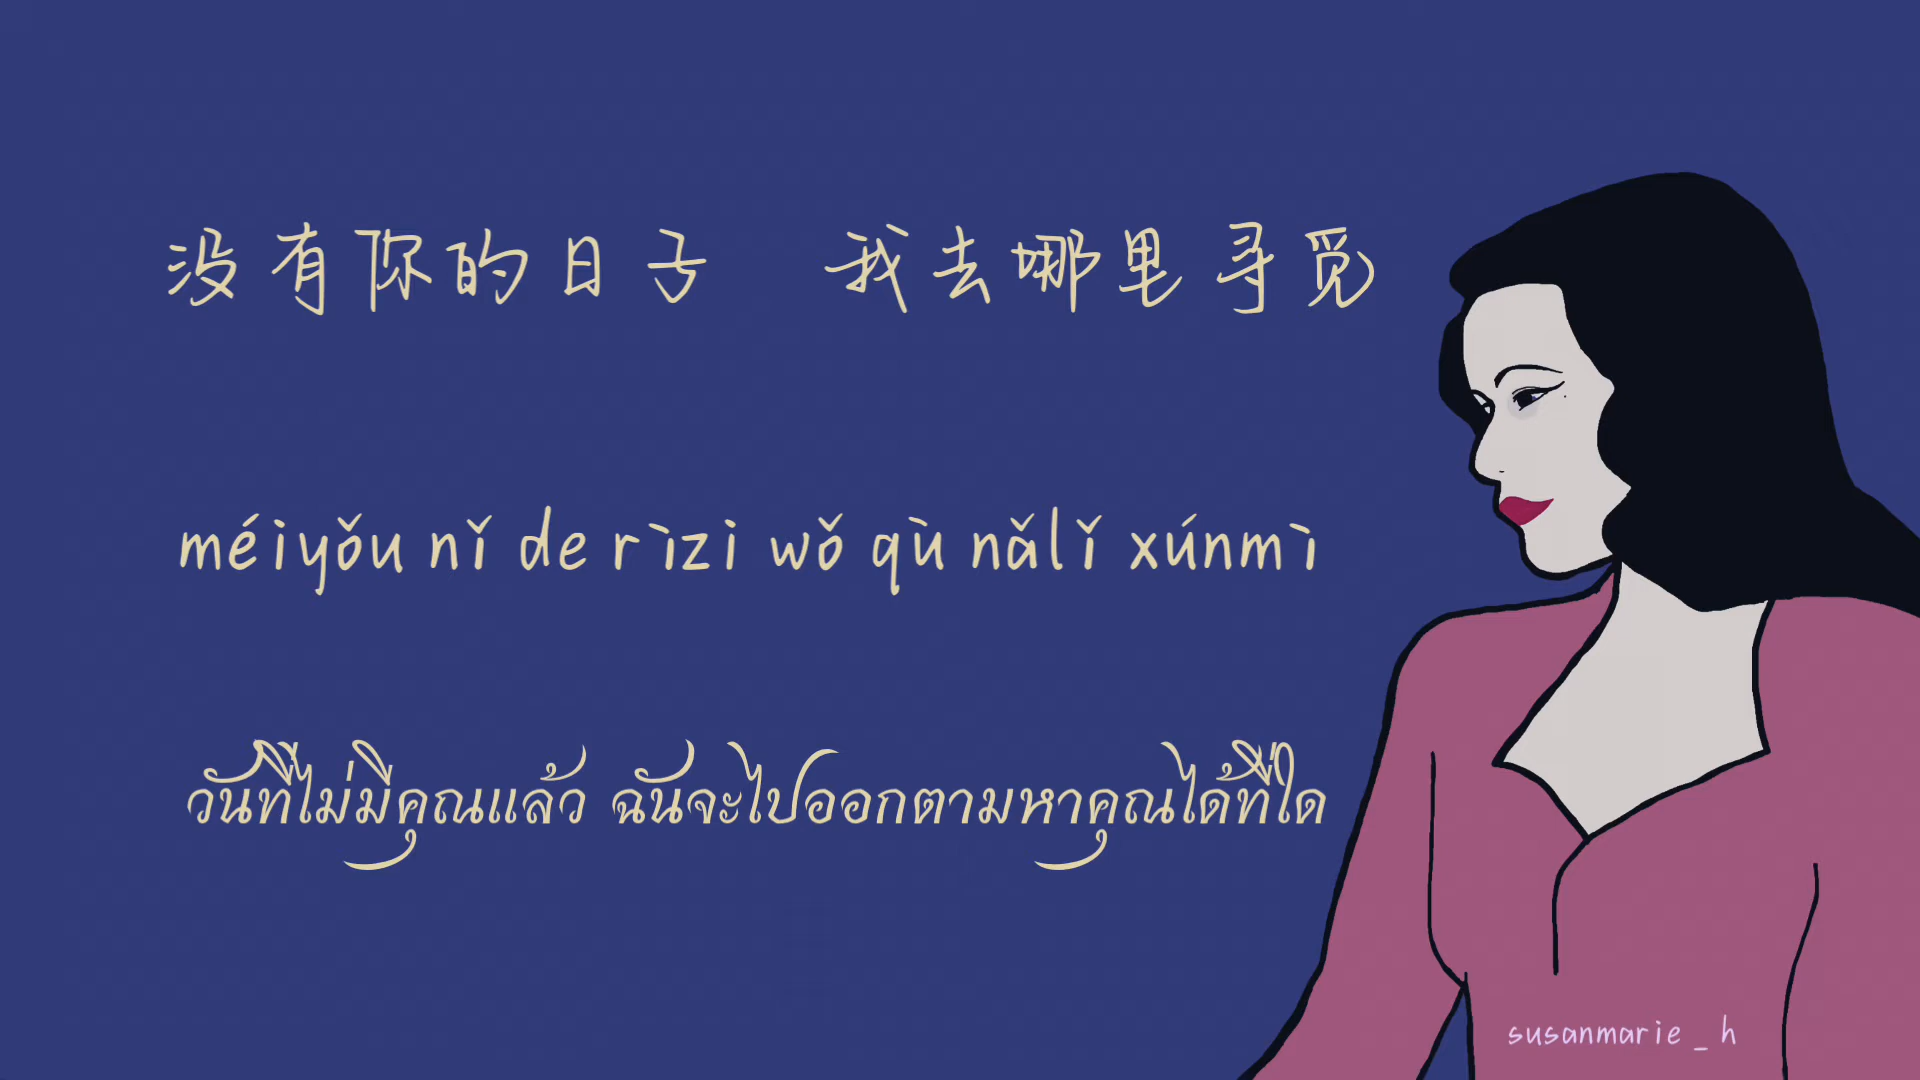 没有你的日子 我去哪里寻觅
méiyǒu nǐ de rìzi wǒ qù nǎlǐ xúnmì
วันที่ไม่มีคุณแล้ว ฉันจะไปออกตามหาคุณได้ที่ใด
susanmarie _ h